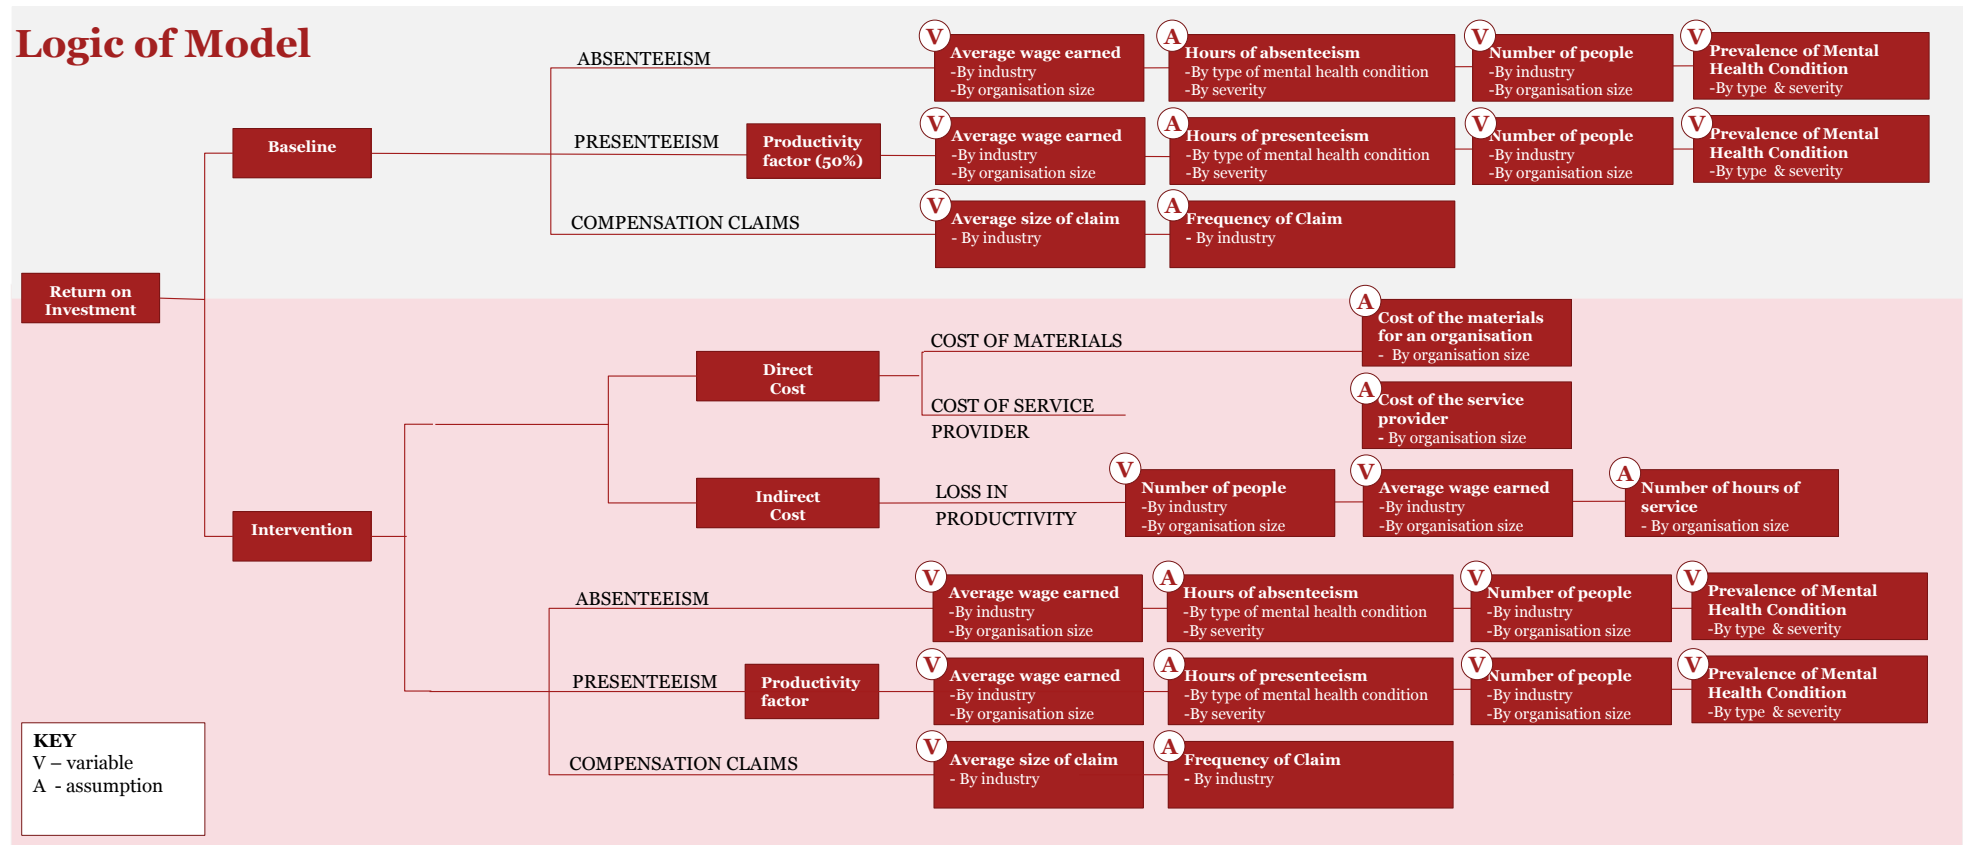 Logic of Model
ABSENTEEISM
V
Average wage earned
-By industry
-By organisation size
A
Hours of absenteeism
-By type of mental health condition
-By severity
V
Number of people
-By industry
-By organisation size
V
Prevalence of Mental
Health Condition
-By type & severity
Baseline
PRESENTEEISM
Productivity
factor (50%)
V
Average wage earned
-By industry
-By organisation size
A
Hours of presenteeism
-By type of mental health condition
-By severity
V
Number of people
-By industry
-By organisation size
V
Prevalence of Mental
Health Condition
-By type & severity
COMPENSATION CLAIMS
V
Average size of claim
- By industry
A
Frequency of Claim
- By industry
Return on
Investment
Direct
Cost
COST OF MATERIALS
A
Cost of the materials
for an organisation
- By organisation size
COST OF SERVICE
PROVIDER
A
Cost of the service
provider
- By organisation size
Indirect
Cost
LOSS IN
PRODUCTIVITY
V
Number of people
-By industry
-By organisation size
V
Average wage earned
-By industry
-By organisation size
A
Number of hours of
service
- By organisation size
Intervention
ABSENTEEISM
V
Average wage earned
-By industry
-By organisation size
A
Hours of absenteeism
-By type of mental health condition
-By severity
V
Number of people
-By industry
-By organisation size
V
Prevalence of Mental
Health Condition
-By type & severity
PRESENTEEISM
Productivity
factor
V
Average wage earned
-By industry
-By organisation size
A
Hours of presenteeism
-By type of mental health condition
-By severity
V
Number of people
-By industry
-By organisation size
V
Prevalence of Mental
Health Condition
-By type & severity
COMPENSATION CLAIMS
V
Average size of claim
- By industry
A
Frequency of Claim
- By industry
KEY
V – variable
A - assumption